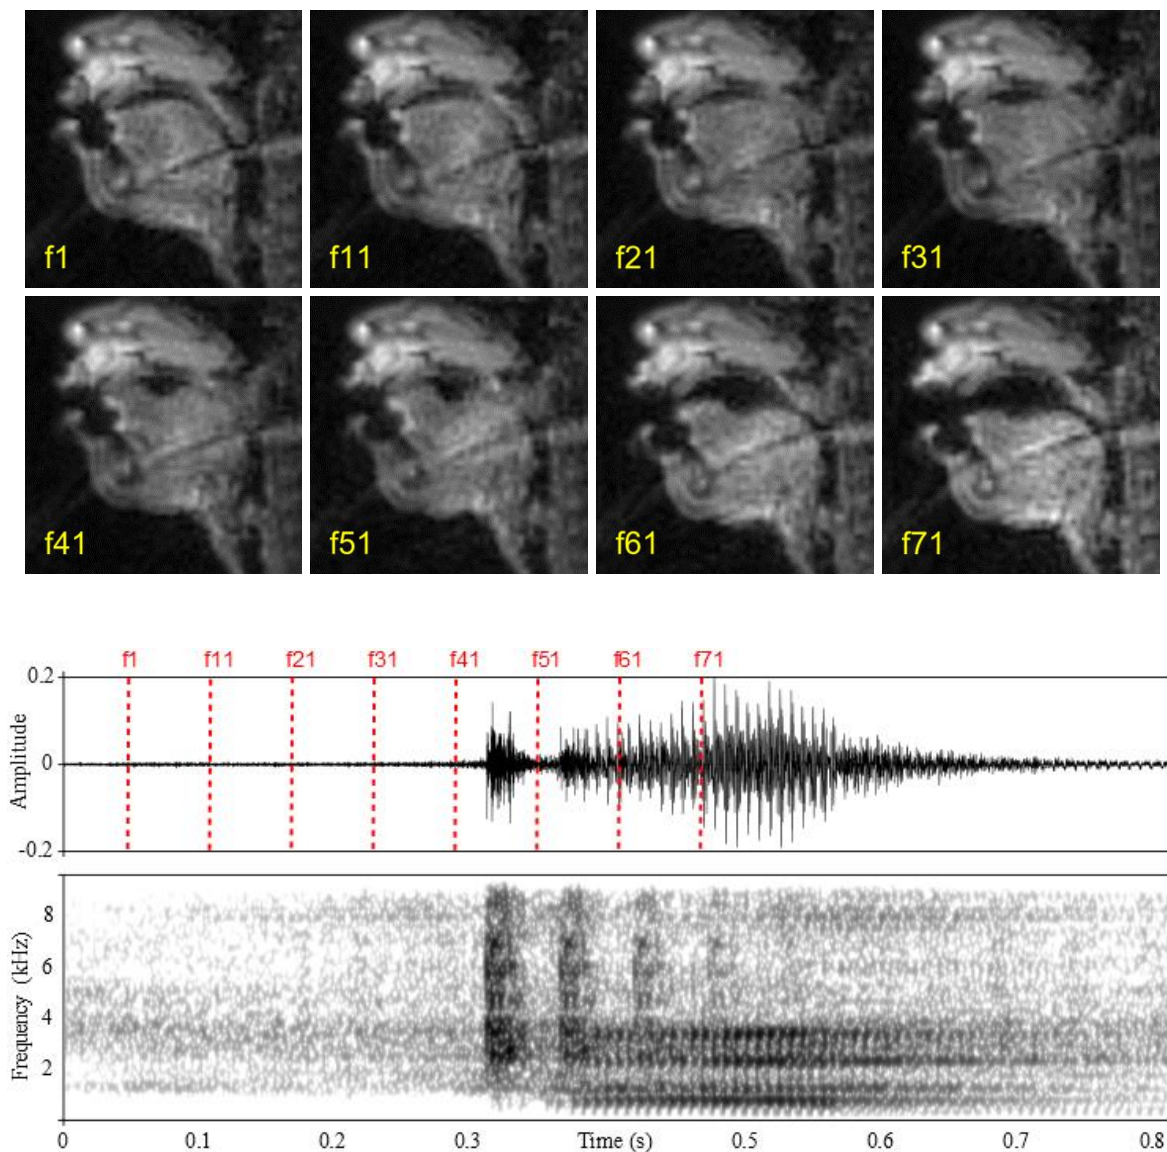 f1 f11 f21 f31
f41 f51 f61 f71
f1 f11 f21 f31 f41 f51 f61 f71
0.2
Amplitude
0
-0.2
Frequency (kHz)
8
6
4
2
0 0.1 0.2 0.3 Time (s) 0.5 0.6 0.7 0.8